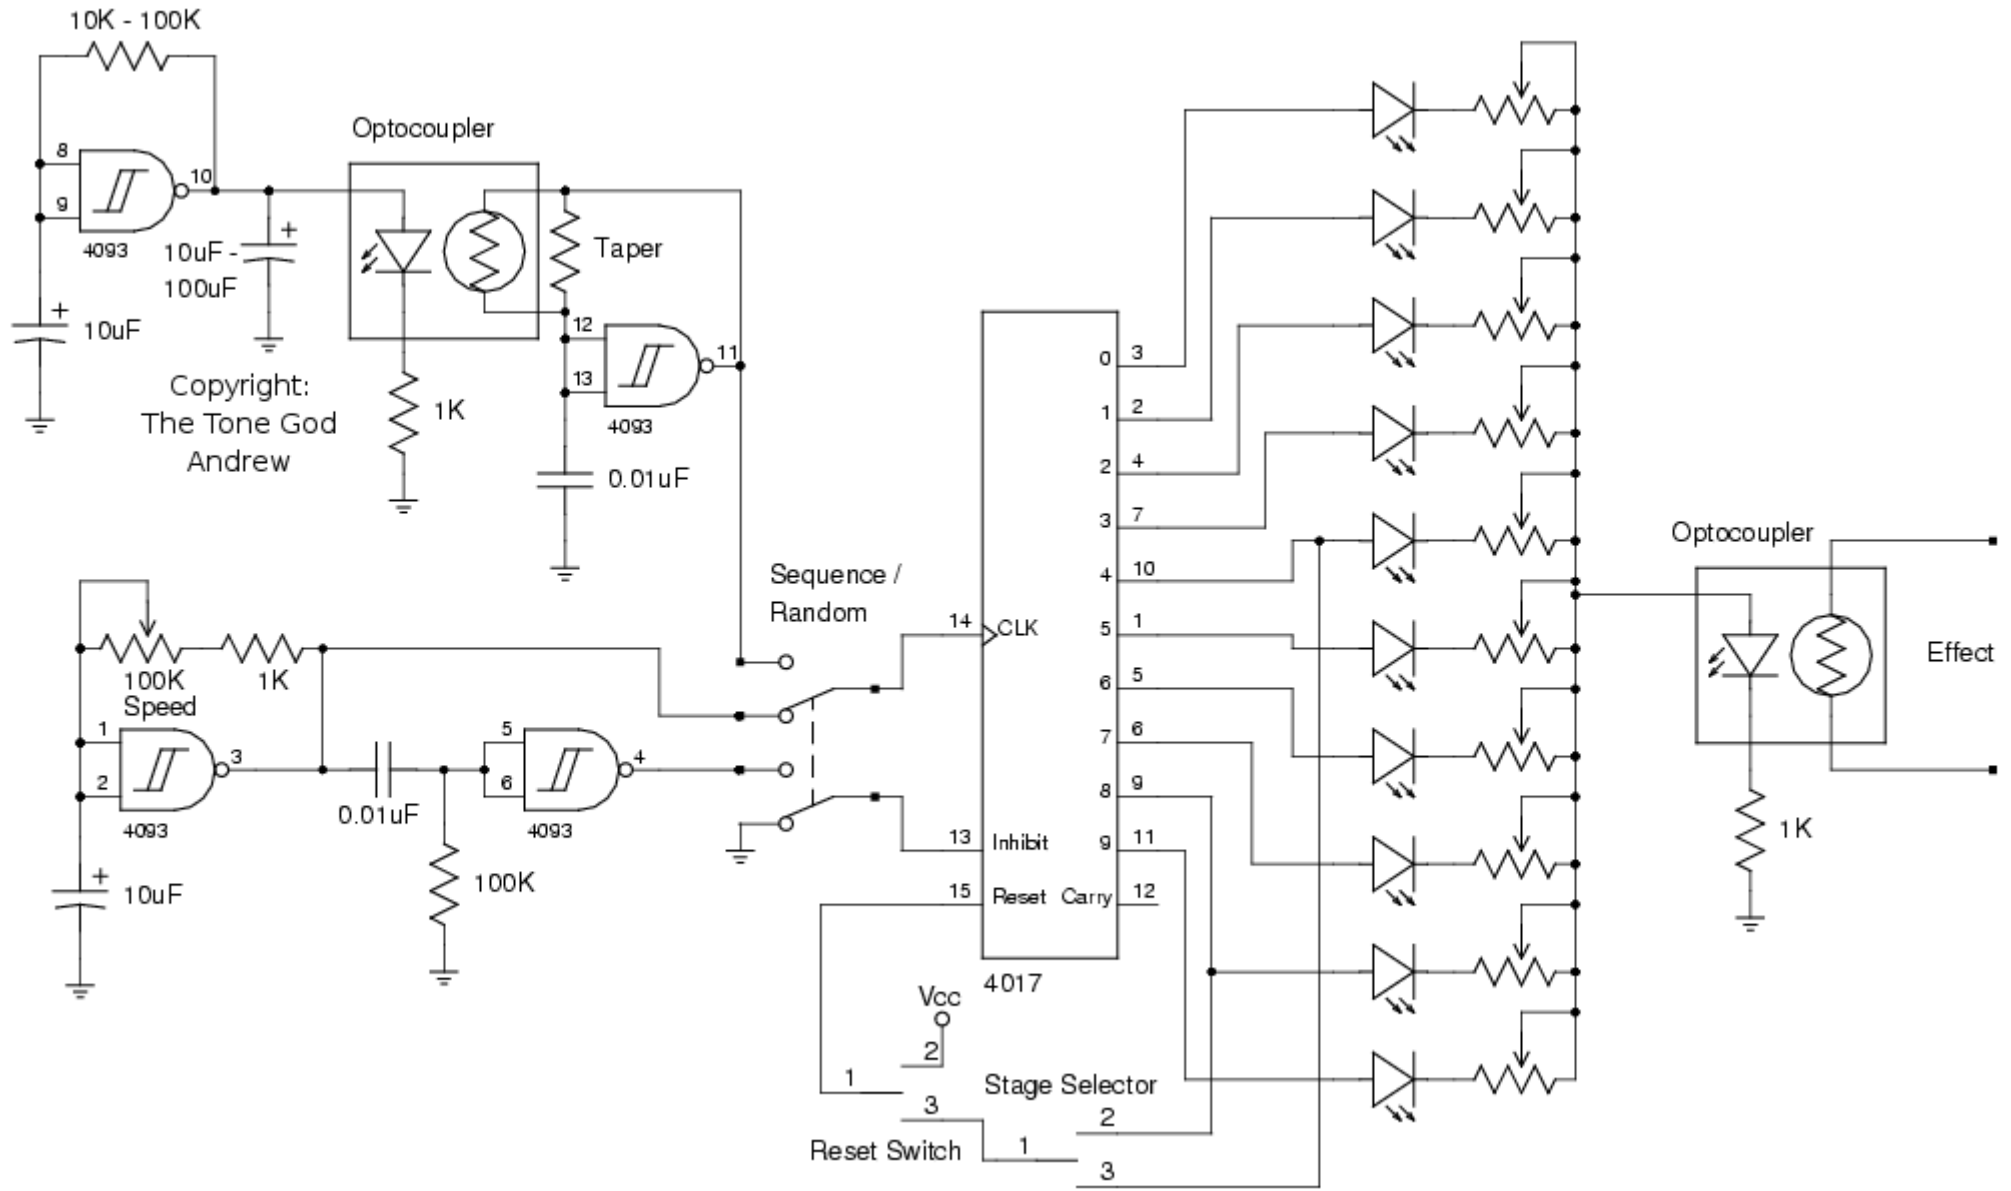 10K - 100K
Optocoupler
8
9
10
4093
10uF -
100uF
10uF
Taper
12
13
11
4093
1K
0.01uF
Copyright:
The Tone God
Andrew
100K
Speed
1K
1
2
3
4093
10uF
0.01uF
5
6
4
4093
100K
Sequence /
Random
14
CLK
13
Inhibit
15
Reset
Carry
12
0
3
1
2
2
4
3
7
4
10
5
1
6
5
7
6
8
9
9
11
4017
Vcc
2
1
3
Reset Switch
Stage Selector
2
1
3
Optocoupler
Effect
1K